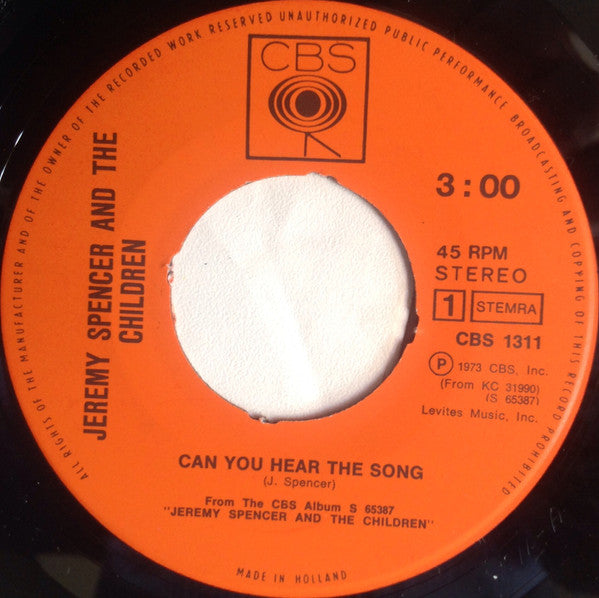 ALL RIGHTS OF THE MANUFACTURER AND OF THE OWNER OF THE RECORDED WORK RESERVED UNAUTHORIZED PUBLIC PERFORMANCE BROADCASTING AND COPYING OF THIS RECORD PROHIBITED
CBS
JEREMY SPENCER AND THE
CHILDREN
3:00
45 RPM
STEREO
1 STEMRA
CBS 1311
Ⓟ 1973 CBS, Inc.
(From KC 31990)
(S 65387)
Levites Music, Inc.
CAN YOU HEAR THE SONG
(J. Spencer)
From The CBS Album S 65387
"JEREMY SPENCER AND THE CHILDREN"
MADE IN HOLLAND